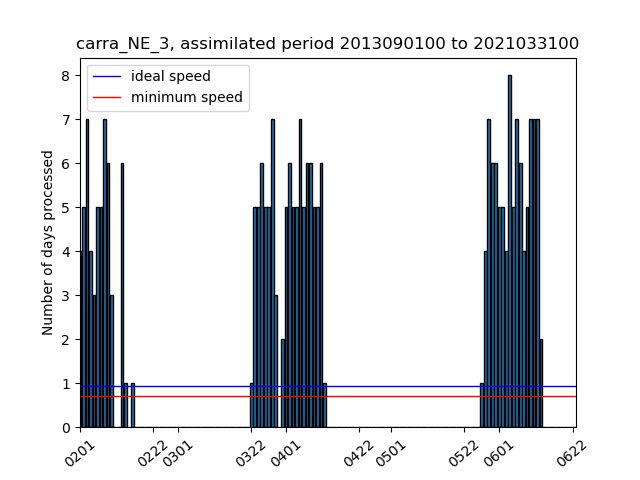 carra_NE_3, assimilated period 2013090100 to 2021033100
ideal speed
minimum speed
Number of days processed
8
7
6
5
4
3
2
1
0
0201 0222 0301 0322 0401 0422 0501 0522 0601 0622